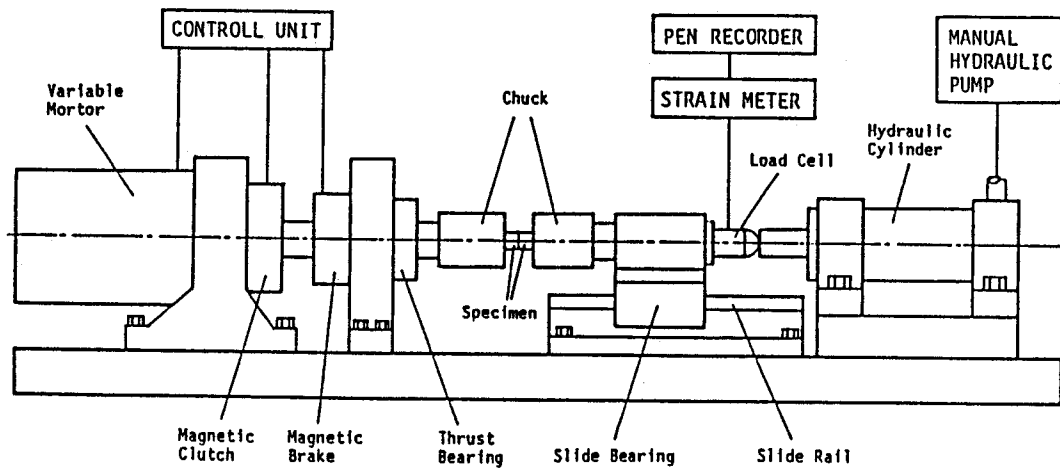 CONTROLL UNIT
PEN RECORDER
MANUAL
HYDRAULIC
PUMP
STRAIN METER
Variable
Mortor
Chuck
Hydraulic
Cylinder
Load Cell
Specimen
Magnetic
Clutch
Magnetic
Brake
Thrust
Bearing
Slide Bearing
Slide Rail